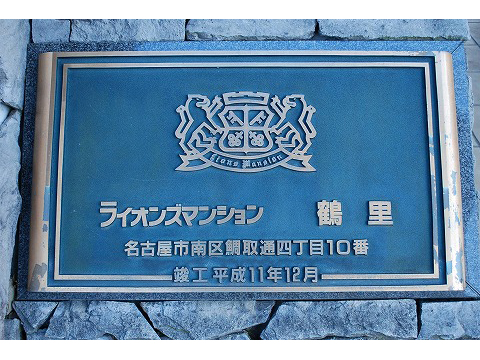 Lions Mansion
ライオンズマンション 鶴里
名古屋市南区鯛取通四丁目10番
竣工 平成11年12月